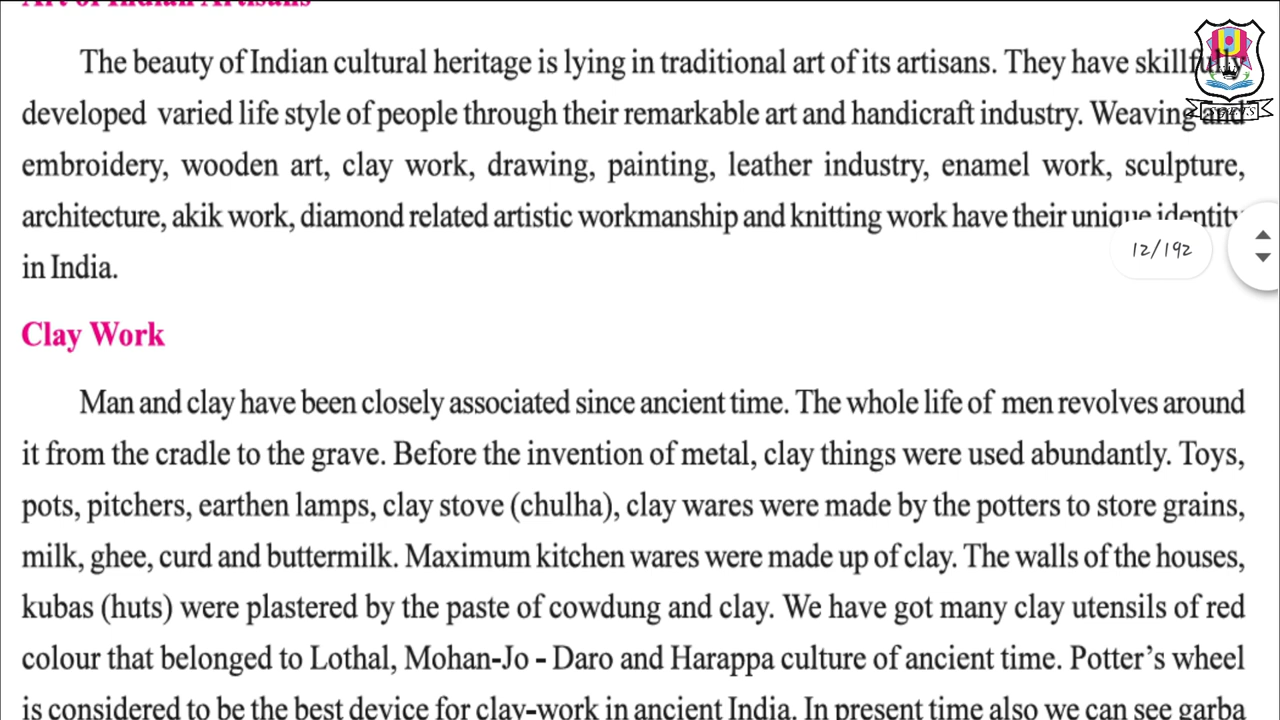 Art of Indian Artisans
The beauty of Indian cultural heritage is lying in traditional art of its artisans. They have skillfully
developed varied life style of people through their remarkable art and handicraft industry. Weaving and
embroidery, wooden art, clay work, drawing, painting, leather industry, enamel work, sculpture,
architecture, akik work, diamond related artistic workmanship and knitting work have their unique identity
in India.
12/192
Clay Work
Man and clay have been closely associated since ancient time. The whole life of men revolves around
it from the cradle to the grave. Before the invention of metal, clay things were used abundantly. Toys,
pots, pitchers, earthen lamps, clay stove (chulha), clay wares were made by the potters to store grains,
milk, ghee, curd and buttermilk. Maximum kitchen wares were made up of clay. The walls of the houses,
kubas (huts) were plastered by the paste of cowdung and clay. We have got many clay utensils of red
colour that belonged to Lothal, Mohan-Jo - Daro and Harappa culture of ancient time. Potter's wheel
is considered to be the best device for clay-work in ancient India. In present time also we can see garba